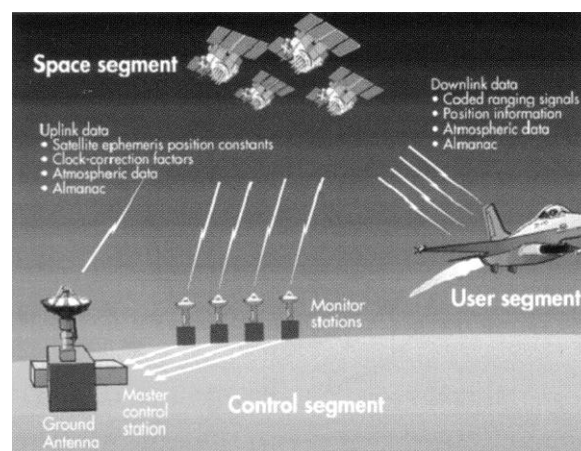 Space segment
Downlink data
• Coded ranging signals
• Position information
• Atmospheric data
• Almanac
Uplink data
• Satellite ephemeris position constants
• Clock-correction factors
• Atmospheric data
• Almanac
Monitor
stations
User segment
Master
control
station
Control segment
Ground
Antenna